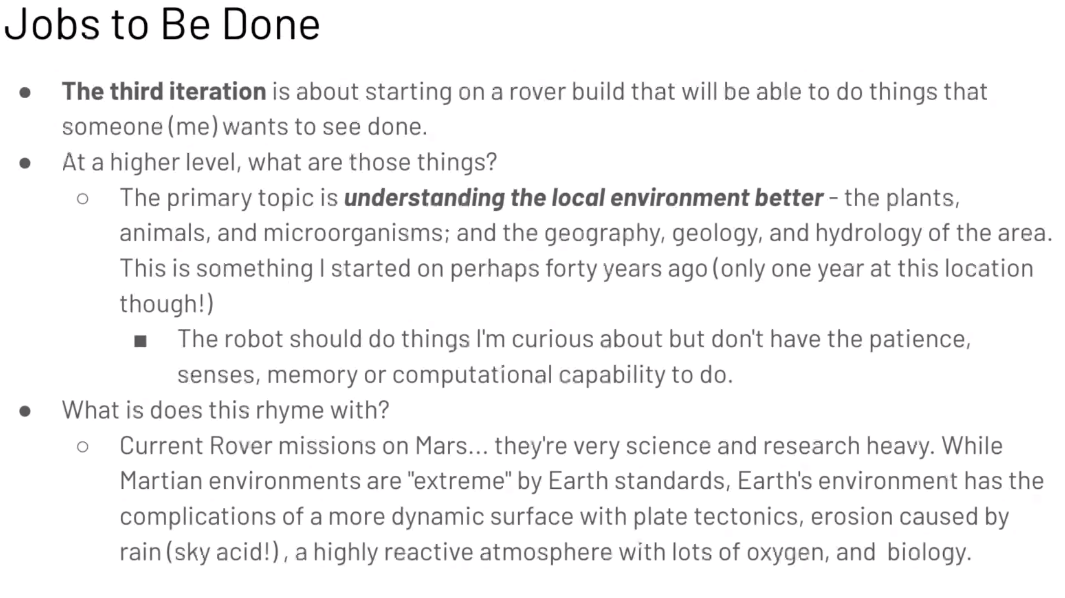 Jobs to Be Done
● The third iteration is about starting on a rover build that will be able to do things that
someone (me) wants to see done.
● At a higher level, what are those things?
○ The primary topic is understanding the local environment better - the plants,
animals, and microorganisms; and the geography, geology, and hydrology of the area.
This is something I started on perhaps forty years ago (only one year at this location
though!)
■ The robot should do things I'm curious about but don't have the patience,
senses, memory or computational capability to do.
● What is does this rhyme with?
○ Current Rover missions on Mars... they're very science and research heavy. While
Martian environments are "extreme" by Earth standards, Earth's environment has the
complications of a more dynamic surface with plate tectonics, erosion caused by
rain (sky acid!) , a highly reactive atmosphere with lots of oxygen, and  biology.